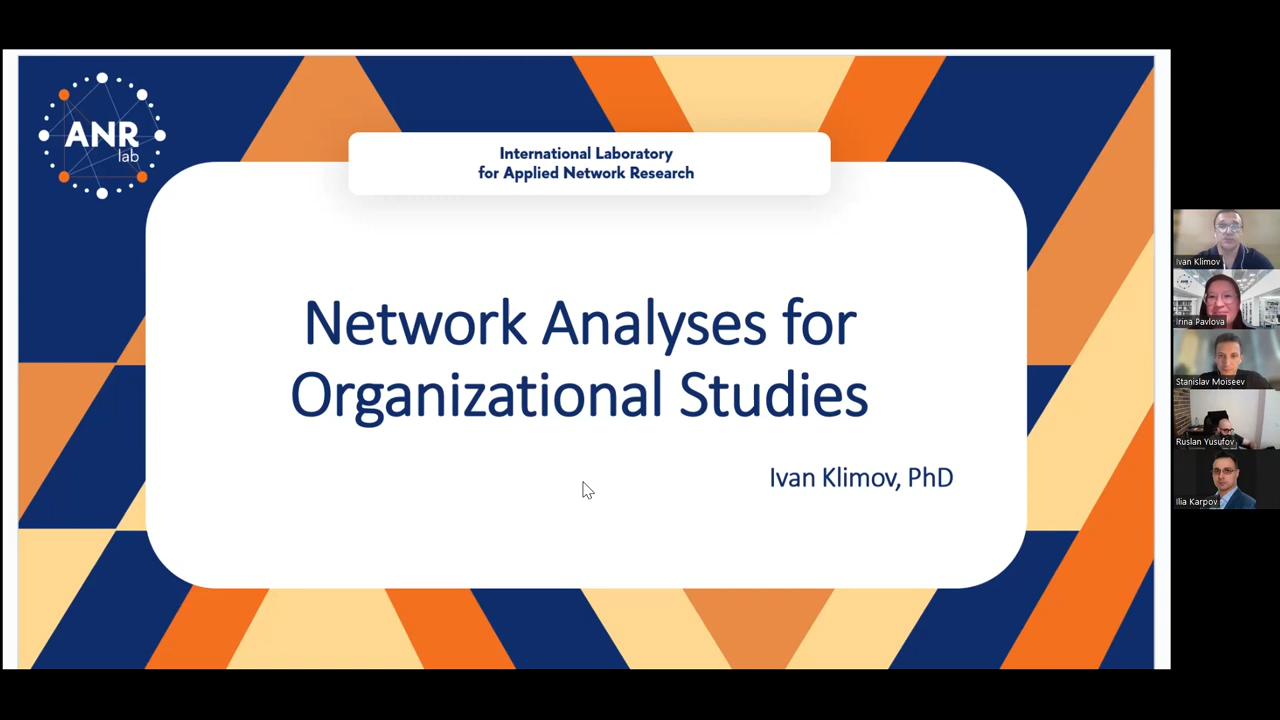 ANR
lab
International Laboratory
for Applied Network Research
Network Analyses for
Organizational Studies
Ivan Klimov, PhD
Ivan Klimov
Irina Pavlova
Stanislav Moiseev
Ruslan Yusufov
Ilia Karpov